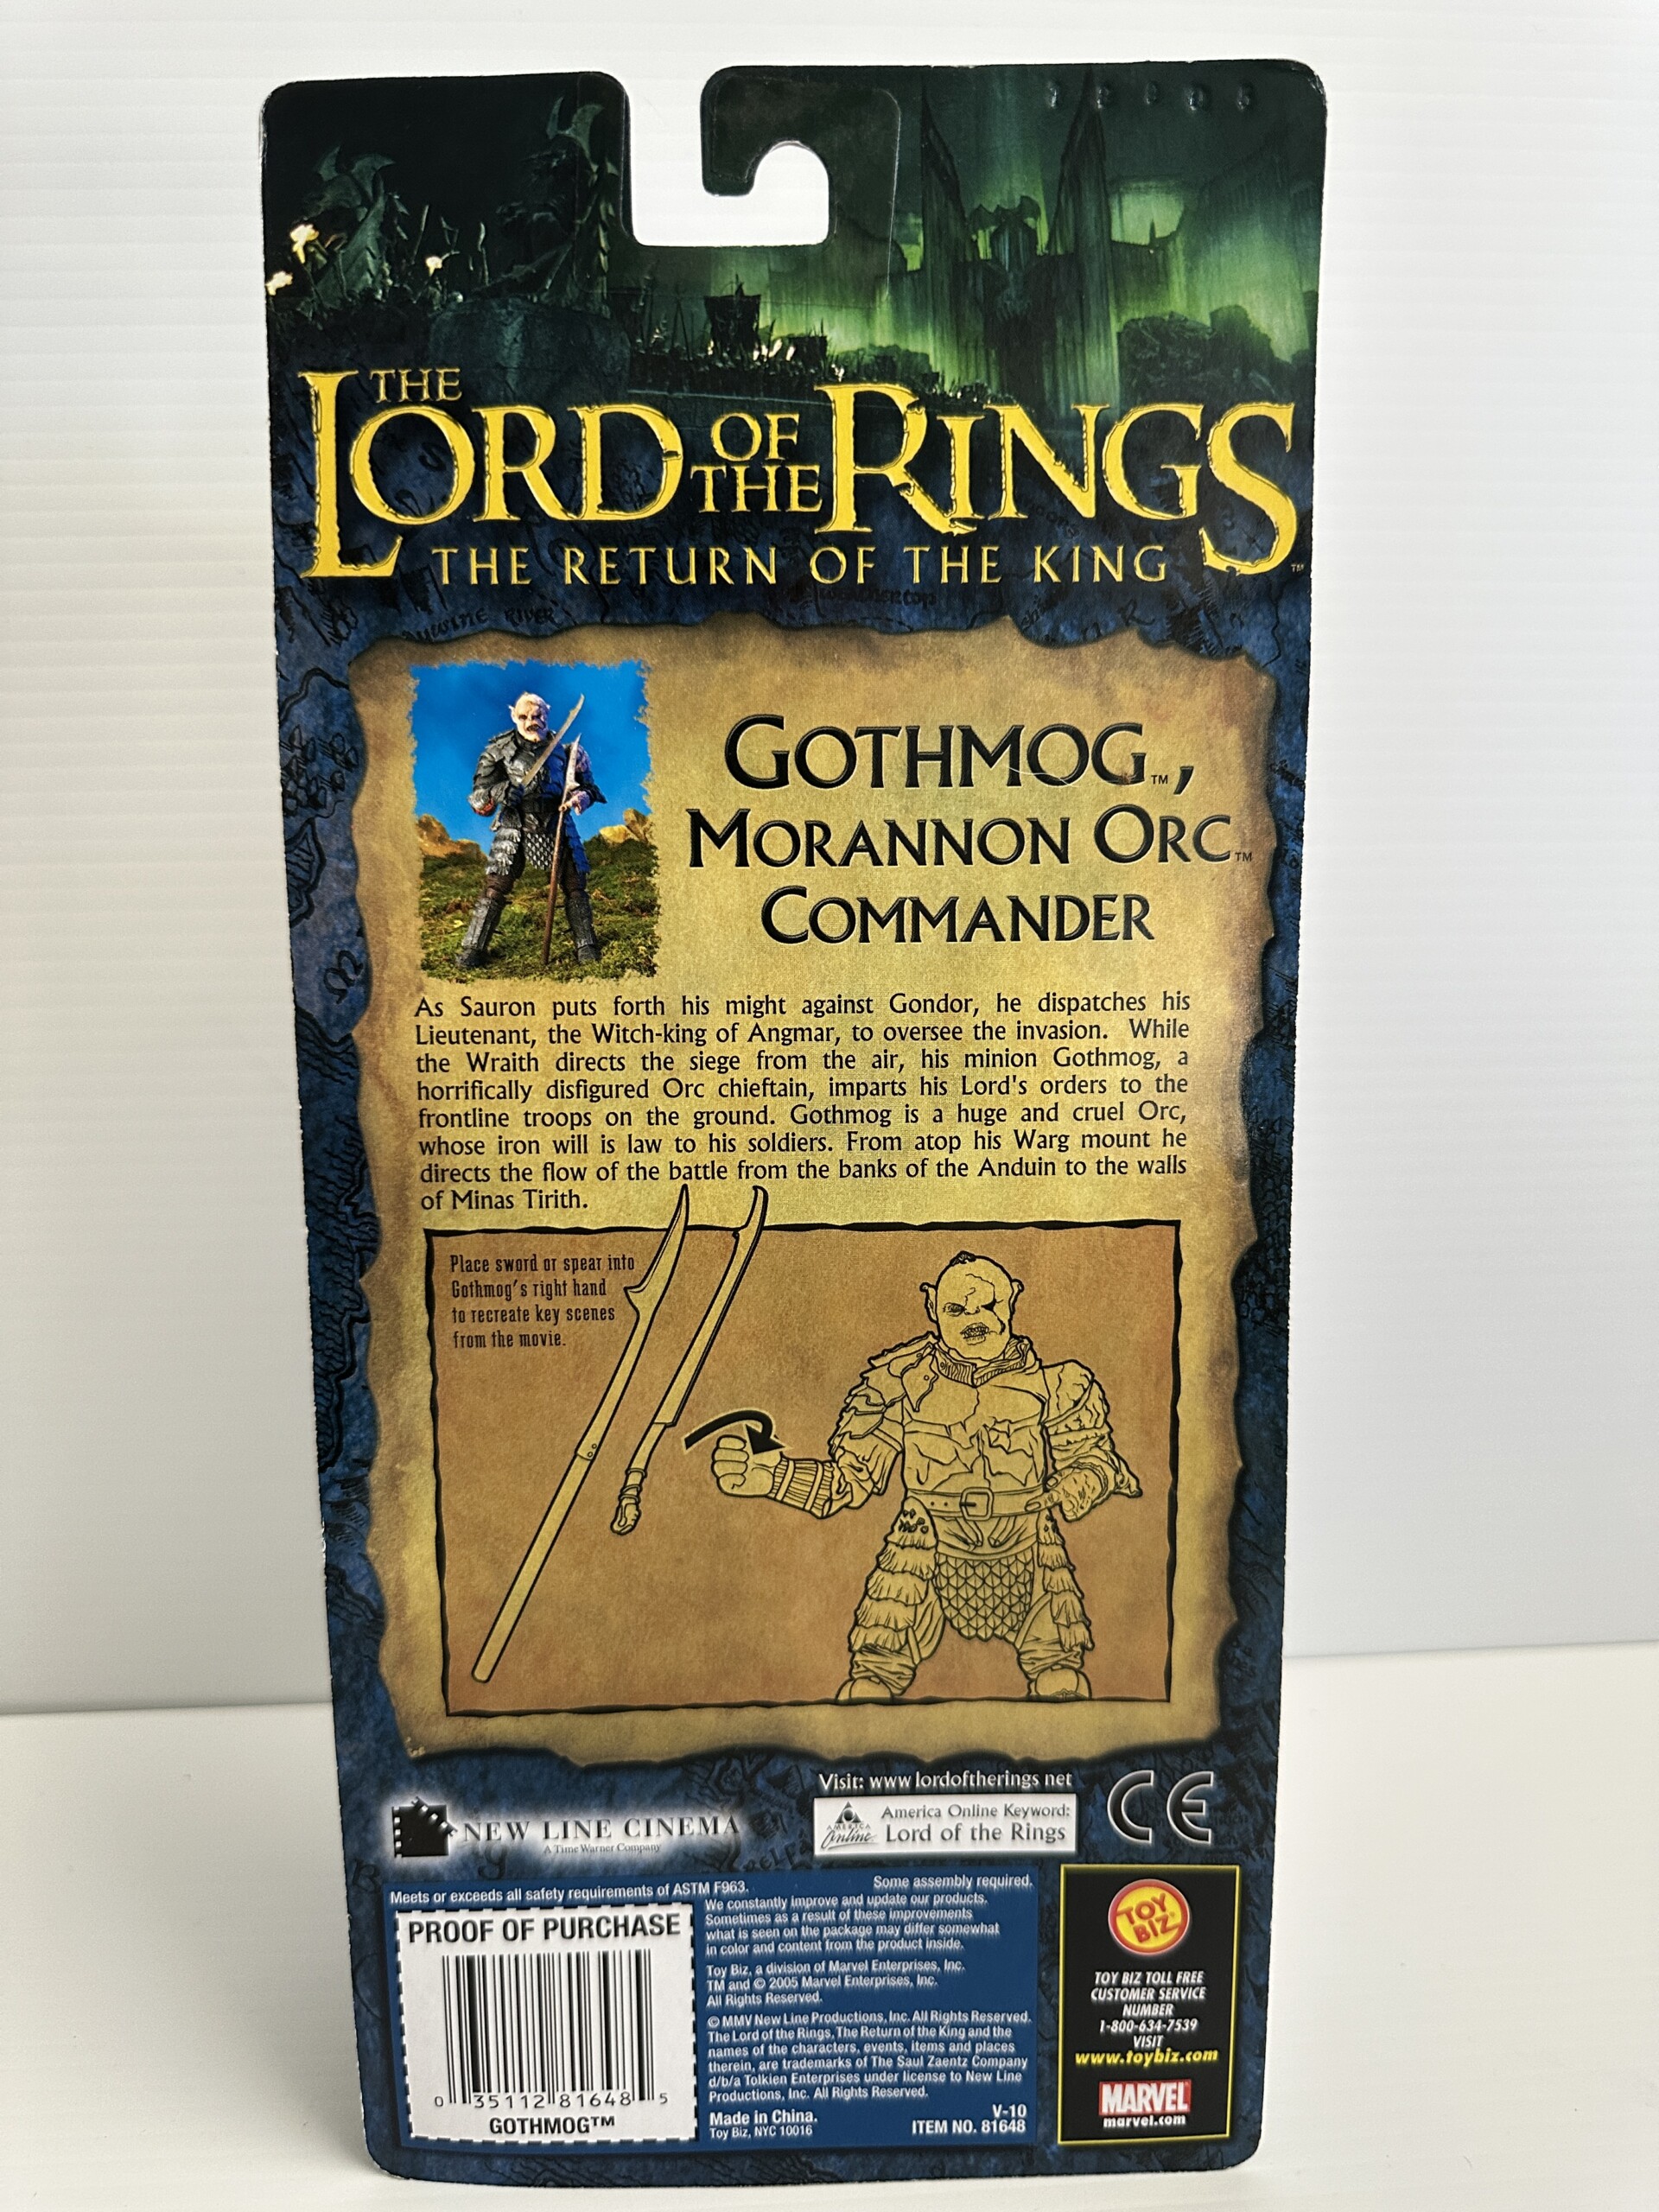 THE
LORD OF THE RINGS
THE RETURN OF THE KING
TM
GOTHMOG™,
MORANNON ORC™
COMMANDER
As Sauron puts forth his might against Gondor, he dispatches his
Lieutenant, the Witch-king of Angmar, to oversee the invasion. While
the Wraith directs the siege from the air, his minion Gothmog, a
horrifically disfigured Orc chieftain, imparts his Lord's orders to the
frontline troops on the ground. Gothmog is a huge and cruel Orc,
whose iron will is law to his soldiers. From atop his Warg mount he
directs the flow of the battle from the banks of the Anduin to the walls
of Minas Tirith.
Place sword or spear into
Gothmog's right hand
to recreate key scenes
from the movie.
Visit: www lordoftherings net
NEW LINE CINEMA
A Time Warner Company
AMERICA
Online
America Online Keyword:
Lord of the Rings
CE
Meets or exceeds all safety requirements of ASTM F963.
Some assembly required.
PROOF OF PURCHASE
0 35112 81648 5
GOTHMOG™
We constantly improve and update our products.
Sometimes as a result of these improvements
what is seen on the package may differ somewhat
in color and content from the product inside.
Toy Biz, a division of Marvel Enterprises, Inc.
TM and © 2005 Marvel Enterprises, Inc.
All Rights Reserved.
© MMV New Line Productions, Inc. All Rights Reserved.
The Lord of the Rings, The Return of the King and the
names of the characters, events, items and places
therein, are trademarks of The Saul Zaentz Company
d/b/a Tolkien Enterprises under license to New Line
Productions, Inc. All Rights Reserved.
Made in China.
Toy Biz, NYC 10016
V-10
ITEM NO. 81648
TOY
BIZ
TOY BIZ TOLL FREE
CUSTOMER SERVICE
NUMBER
1-800-634-7539
VISIT
www.toybiz.com
MARVEL
marvel.com